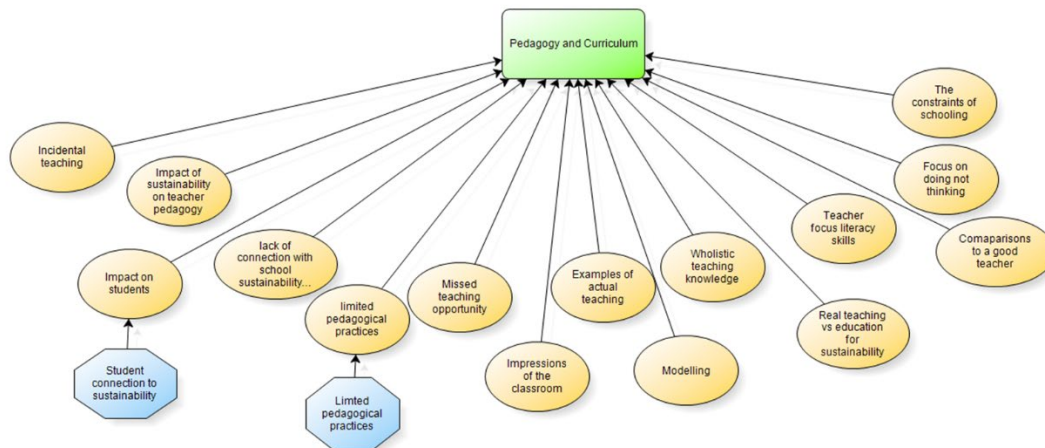 Pedagogy and Curriculum
The
constraints of
schooling
Incidental
teaching
Impact of
sustainability
on teacher
pedagogy
Focus on
doing not
thinking
Teacher
focus literacy
skills
Comaparisons
to a good
teacher
lack of
connection with
school
sustainability...
Wholistic
teaching
knowledge
Impact on
students
Missed
teaching
opportunity
Examples of
actual
teaching
limited
pedagogical
practices
Real teaching
vs education
for
sustainability
Impressions
of the
classroom
Modelling
Student
connection to
sustainability
Limted
pedagogical
practices